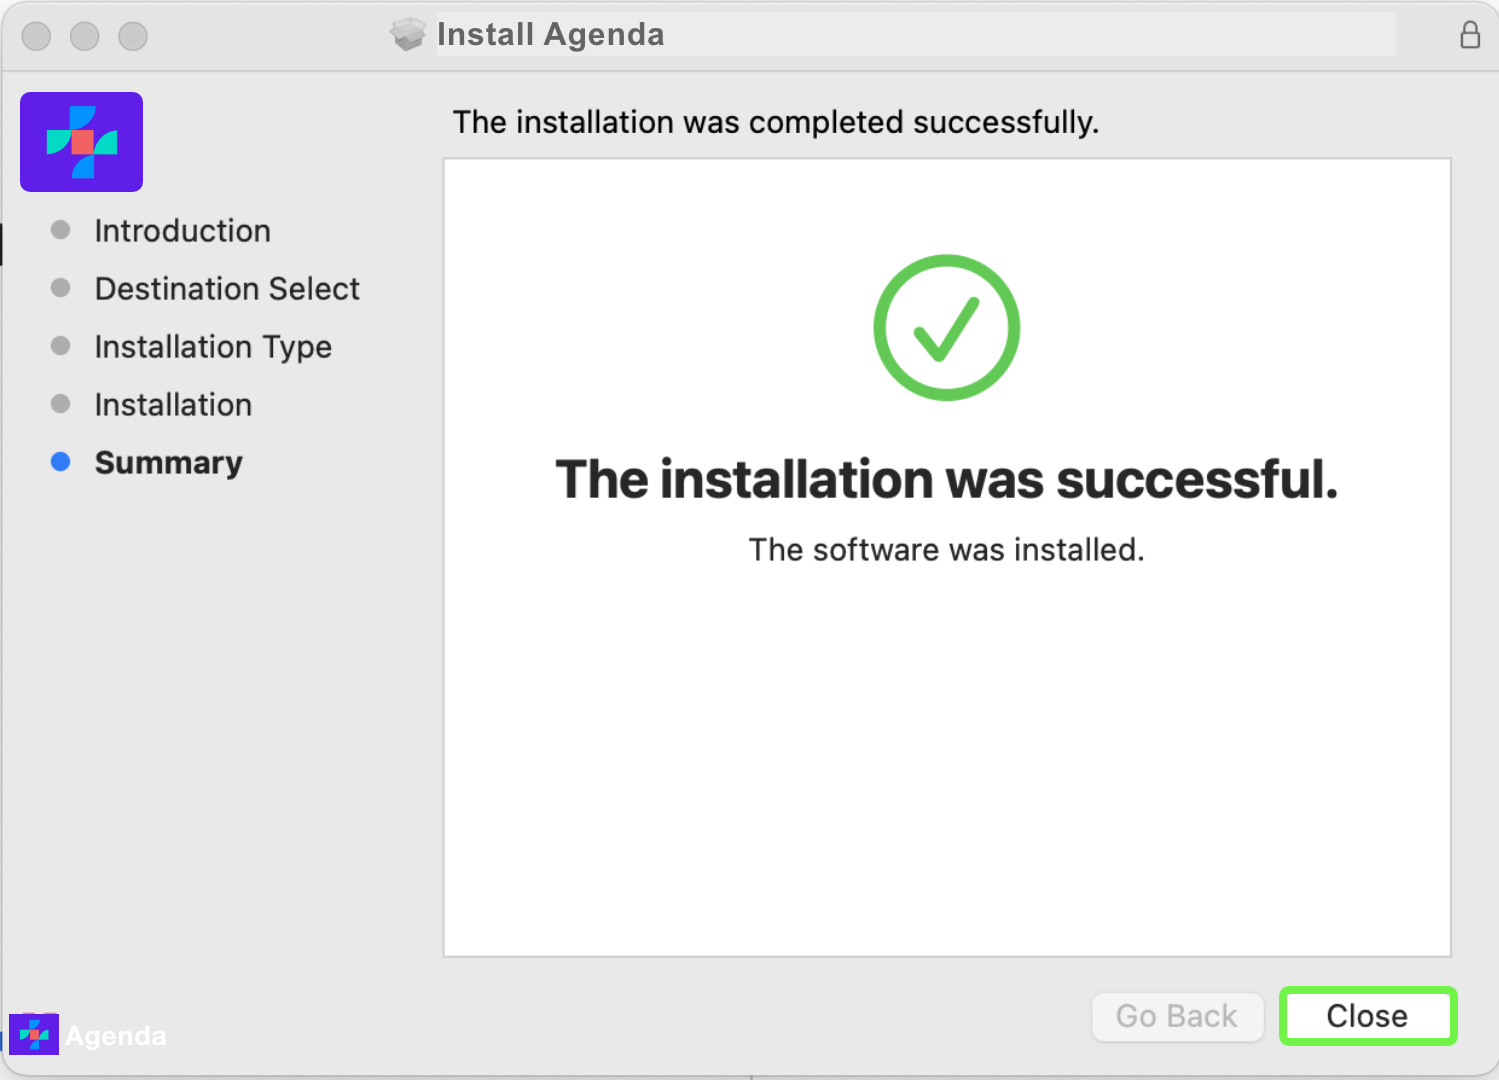 Install Agenda
The installation was completed successfully.
Introduction
Destination Select
Installation Type
Installation
Summary
The installation was successful.
The software was installed.
Go Back
Close
Agenda